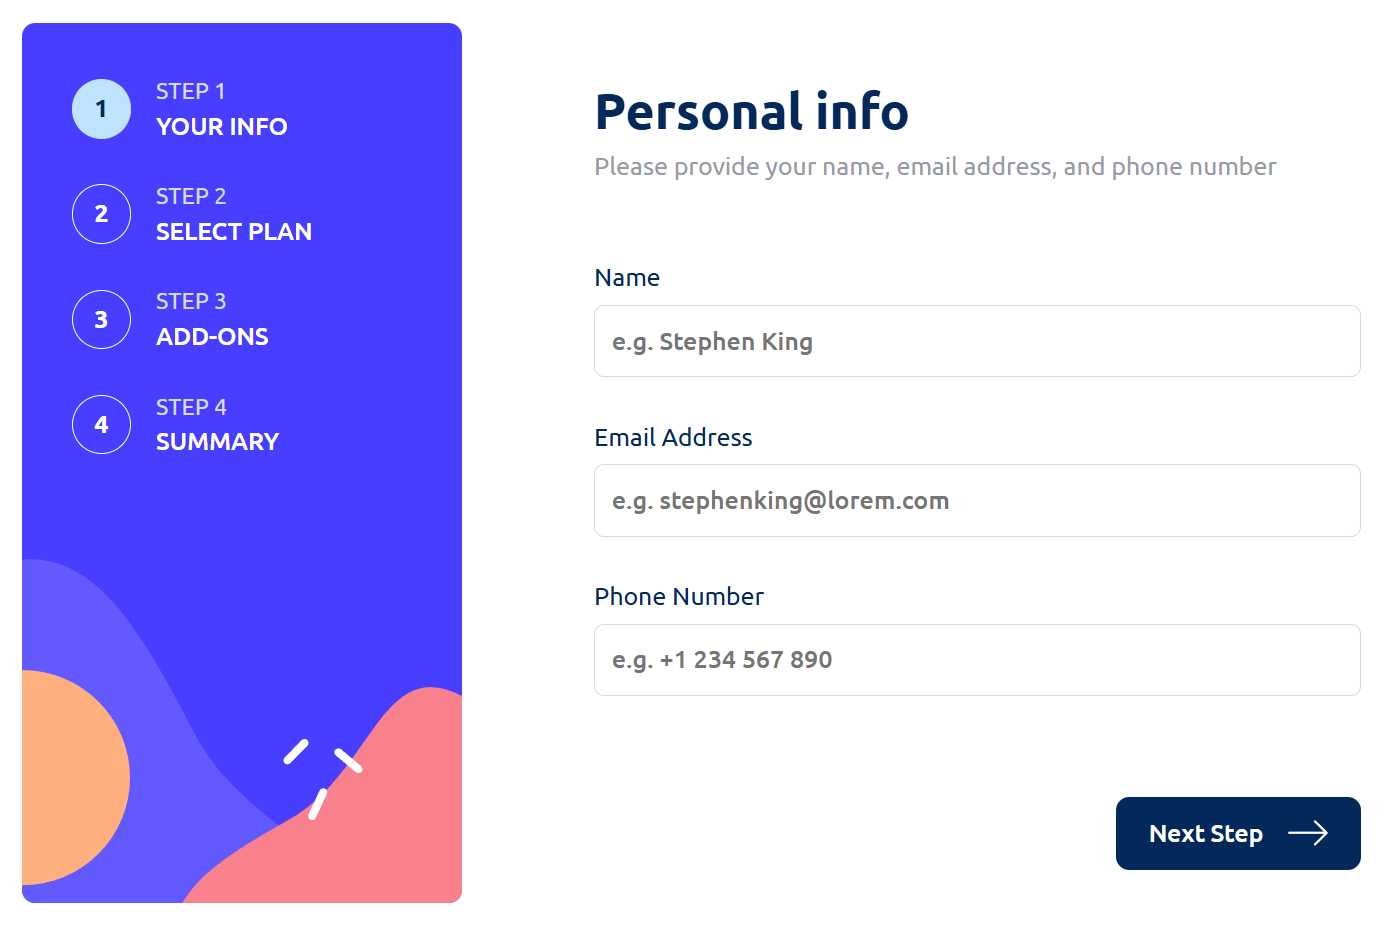 1
STEP 1
YOUR INFO
2
STEP 2
SELECT PLAN
3
STEP 3
ADD-ONS
4
STEP 4
SUMMARY
Personal info
Please provide your name, email address, and phone number
Name
e.g. Stephen King
Email Address
e.g. stephenking@lorem.com
Phone Number
e.g. +1 234 567 890
Next Step